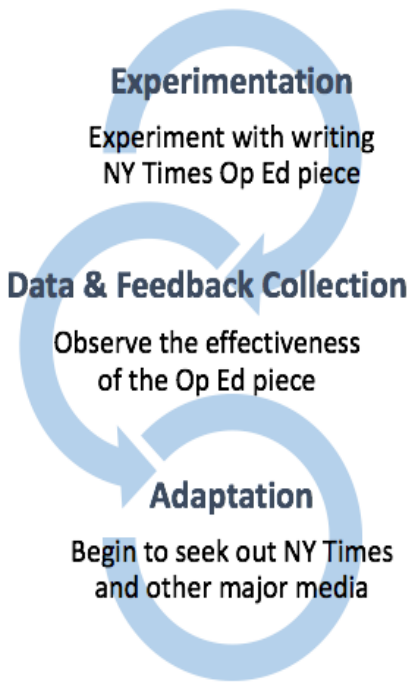 Experimentation
Experiment with writing
NY Times Op Ed piece
Data & Feedback Collection
Observe the effectiveness
of the Op Ed piece
Adaptation
Begin to seek out NY Times
and other major media